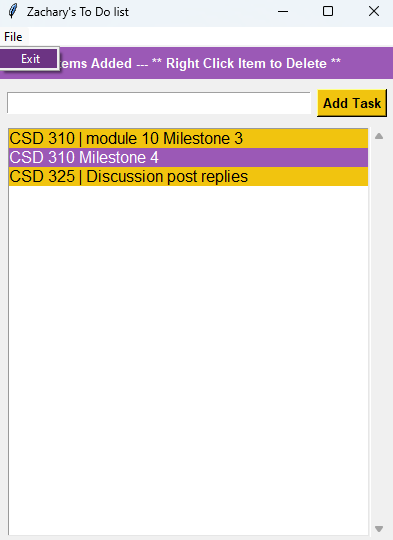 Zachary's To Do list
File
Exit
ems Added --- ** Right Click Item to Delete **
Add Task
CSD 310 | module 10 Milestone 3
CSD 310 Milestone 4
CSD 325 | Discussion post replies